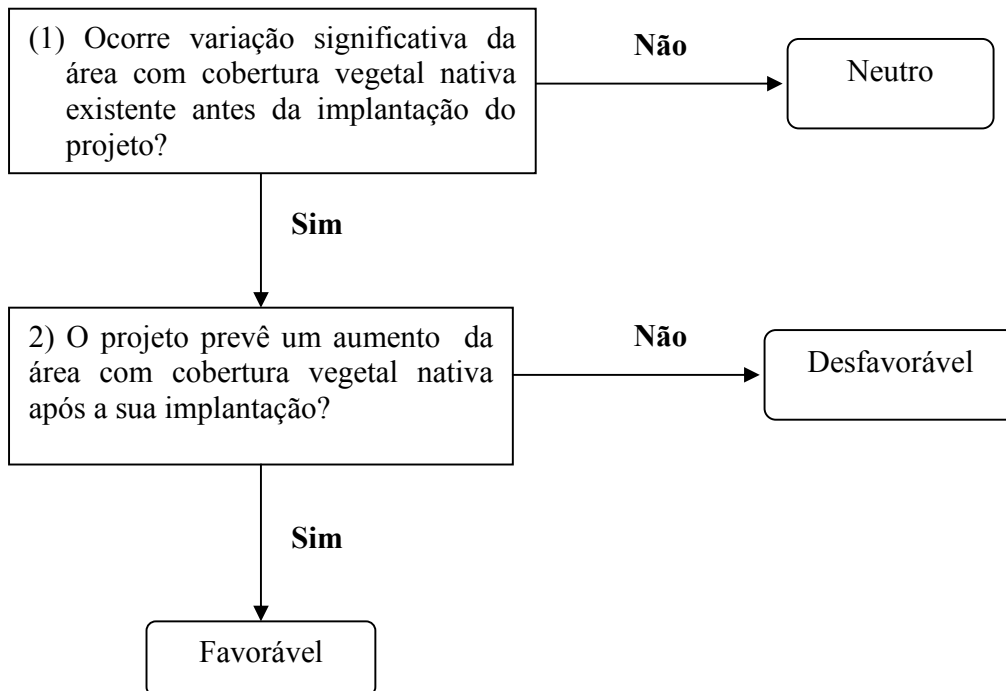 (1) Ocorre variação significativa da
área com cobertura vegetal nativa
existente antes da implantação do
projeto?
Não
Neutro
Sim
2) O projeto prevê um aumento da
área com cobertura vegetal nativa
após a sua implantação?
Não
Desfavorável
Sim
Favorável